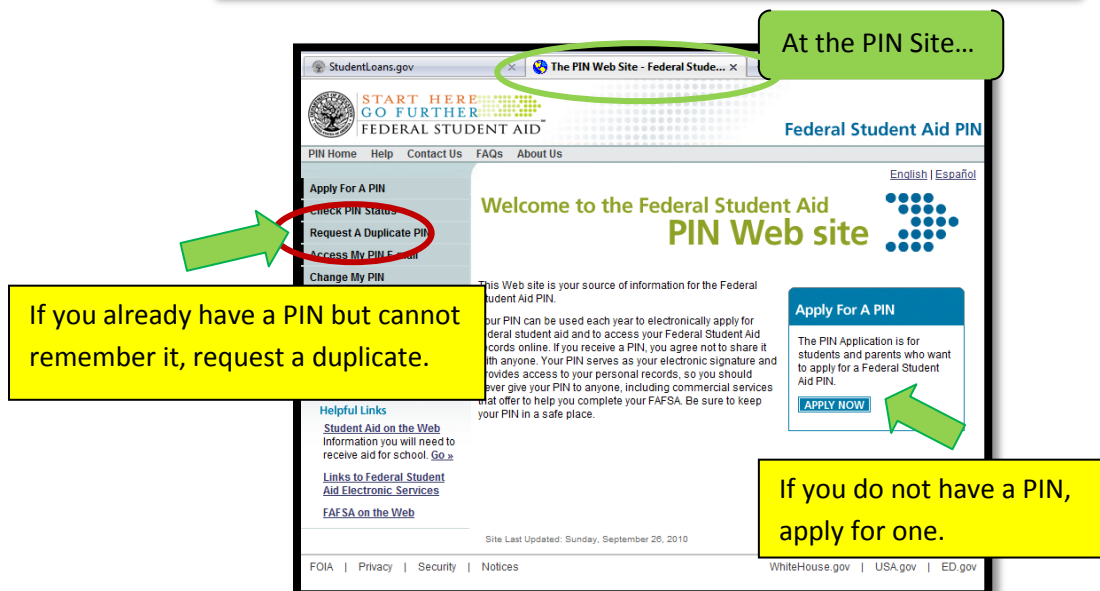 At the PIN Site...
StudentLoans.gov
The PIN Web Site - Federal Stude...
START HERE
GO FURTHER
FEDERAL STUDENT AID
Federal Student Aid PIN
PIN Home Help Contact Us FAQs About Us
English | Español
Apply For A PIN
Check PIN Status
Request A Duplicate PIN
Access My PIN E-mail
Change My PIN
Welcome to the Federal Student Aid
PIN Web site
If you already have a PIN but cannot
remember it, request a duplicate.
This Web site is your source of information for the Federal
Student Aid PIN.
Your PIN can be used each year to electronically apply for
federal student aid and to access your Federal Student Aid
records online. If you receive a PIN, you agree not to share it
with anyone. Your PIN serves as your electronic signature and
provides access to your personal records, so you should
never give your PIN to anyone, including commercial services
that offer to help you complete your FAFSA. Be sure to keep
your PIN in a safe place.
Apply For A PIN
The PIN Application is for
students and parents who want
to apply for a Federal Student
Aid PIN.
APPLY NOW
If you do not have a PIN,
apply for one.
Helpful Links
Student Aid on the Web
Information you will need to
receive aid for school. Go »
Links to Federal Student
Aid Electronic Services
FAFSA on the Web
Site Last Updated: Sunday, September 26, 2010
FOIA | Privacy | Security | Notices
WhiteHouse.gov | USA.gov | ED.gov